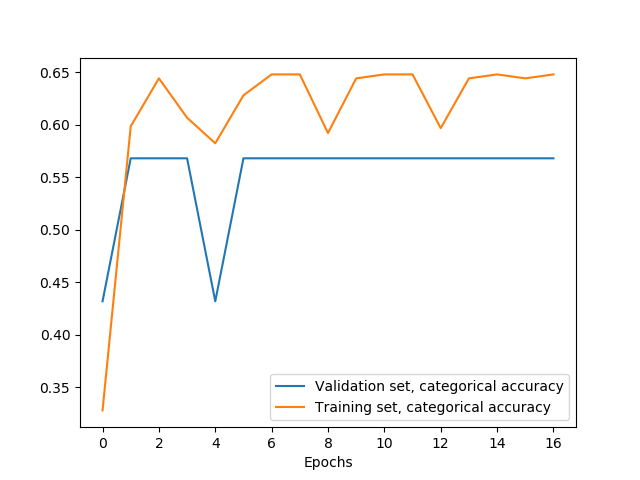 0.65
0.60
0.55
0.50
0.45
0.40
0.35
Validation set, categorical accuracy
Training set, categorical accuracy
0 2 4 6 8 10 12 14 16
Epochs